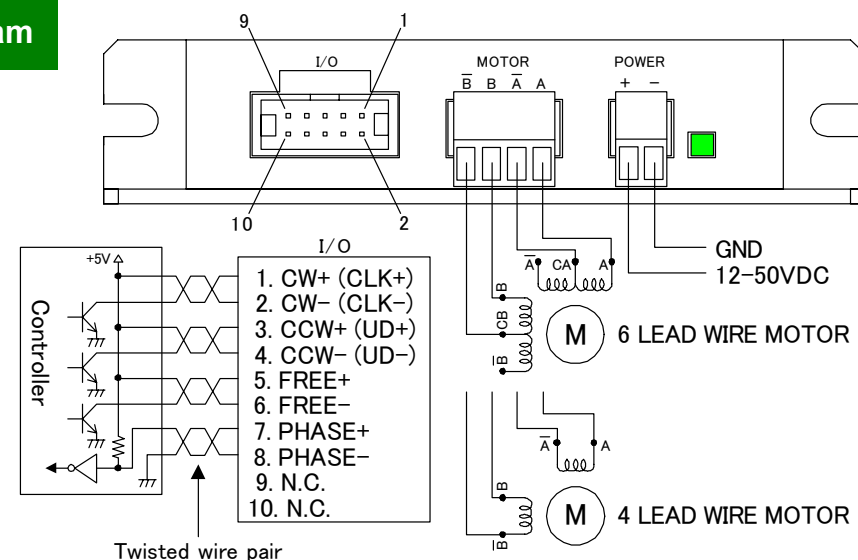 am
9
1
I/O
MOTOR
B̅ B A̅ A
POWER
+ −
10
2
GND
12-50VDC
I/O
+5V
Controller
1. CW+ (CLK+)
2. CW- (CLK-)
3. CCW+ (UD+)
4. CCW- (UD-)
5. FREE+
6. FREE-
7. PHASE+
8. PHASE-
9. N.C.
10. N.C.
Twisted wire pair
A̅ CA A
B
CB
B̅
M
6 LEAD WIRE MOTOR
A̅ A
B
B̅
M
4 LEAD WIRE MOTOR